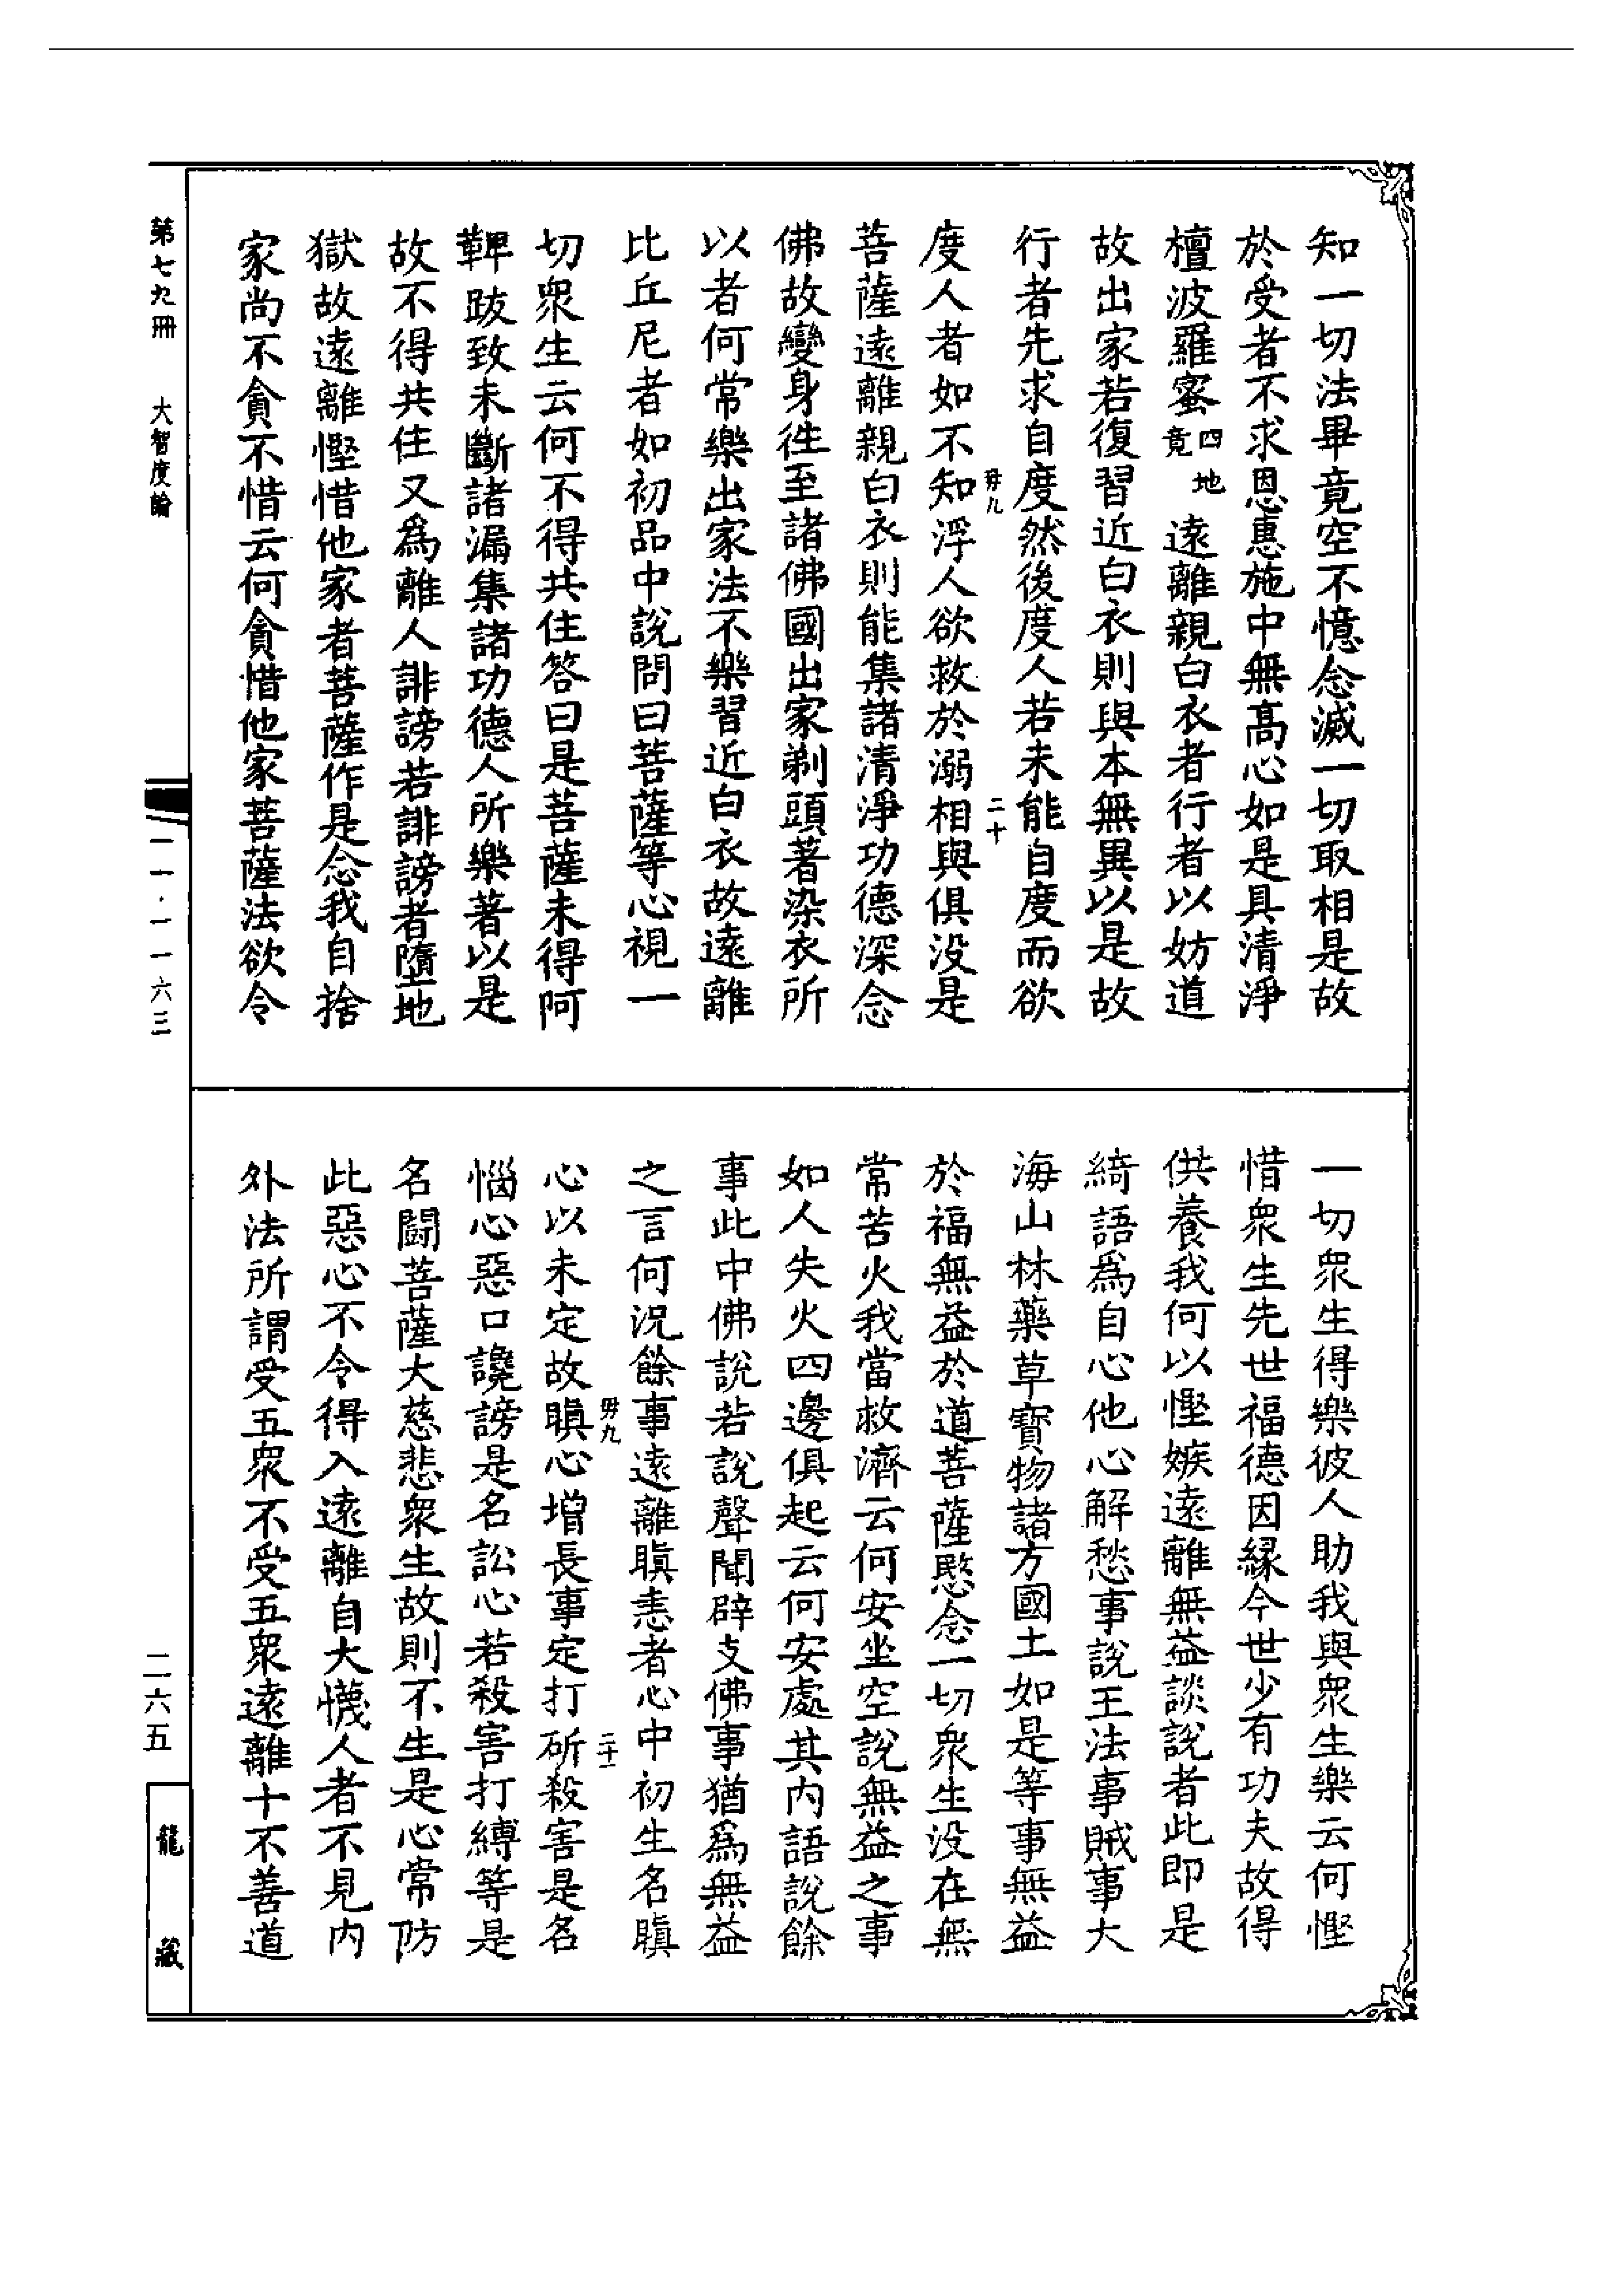 知一切法畢竟空不憶念滅一切取相是故
於受者不求恩惠施中無高心如是具清淨
檀波羅蜜四地竟遠離親白衣者行者以妨道
故出家若復習近白衣則與本無異以是故
行者先求自度然後度人若未能自度而欲
毋九
二十
度人者如不知浮人欲救於溺相與俱没是
菩薩遠離親白衣則能集諸清淨功德深念
佛故變身徃至諸佛國出家剃頭著染衣所
以者何常樂出家法不樂習近白衣故遠離
比丘尼者如初品中說問曰菩薩等心視一
切衆生云何不得共住答曰是菩薩未得阿
鞞跋致未斷諸漏集諸功德人所樂著以是
故不得共住又爲離人誹謗若誹謗者墮地
獄故遠離慳惜他家者菩薩作是念我自捨
家尚不貪不惜云何貪惜他家菩薩法欲令
一切衆生得樂彼人助我與衆生樂云何慳
惜衆生先世福德因緣今世少有功夫故得
供養我何以慳嫉遠離無益談說者此即是
綺語爲自心他心解愁事說王法事賊事大
海山林藥草寶物諸方國土如是等事無益
於福無益於道菩薩愍念一切衆生没在無
常苦火我當救濟云何安坐空說無益之事
如人失火四邊俱起云何安處其内語說餘
事此中佛說若說聲聞辟支佛事猶爲無益
之言何況餘事遠離瞋恚者心中初生名瞋
毋九
二十一
心以未定故瞋心增長事定打斫殺害是名
惱心惡口讒謗是名訟心若殺害打縛等是
名鬪菩薩大慈悲衆生故則不生是心常防
此惡心不令得入遠離自大慢人者不見内
外法所謂受五衆不受五衆遠離十不善道
第七九冊
大智度論
一一·一一六三
二六五
龍藏